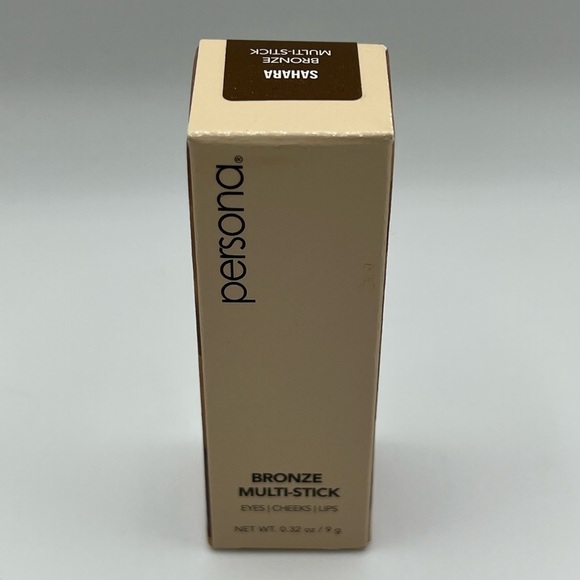 SAHARA
BRONZE
MULTI-STICK
persona®
BRONZE
MULTI-STICK
EYES | CHEEKS | LIPS
NET WT. 0.32 oz / 9 g